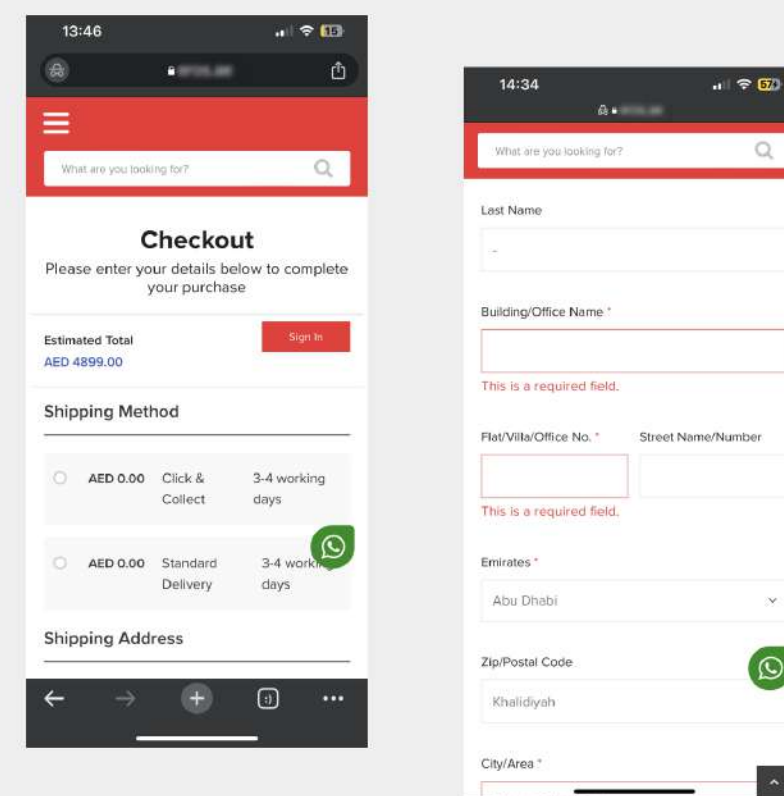 13:46
15
What are you looking for?
Checkout
Please enter your details below to complete
your purchase
Estimated Total
Sign In
AED 4899.00
Shipping Method
AED 0.00 Click & 3-4 working
Collect days
AED 0.00 Standard 3-4 worki
Delivery days
Shipping Address
:)
14:34
57
What are you looking for?
Last Name
-
Building/Office Name *
This is a required field.
Flat/Villa/Office No. * Street Name/Number
This is a required field.
Emirates *
Abu Dhabi
Zip/Postal Code
Khalidiyah
City/Area *